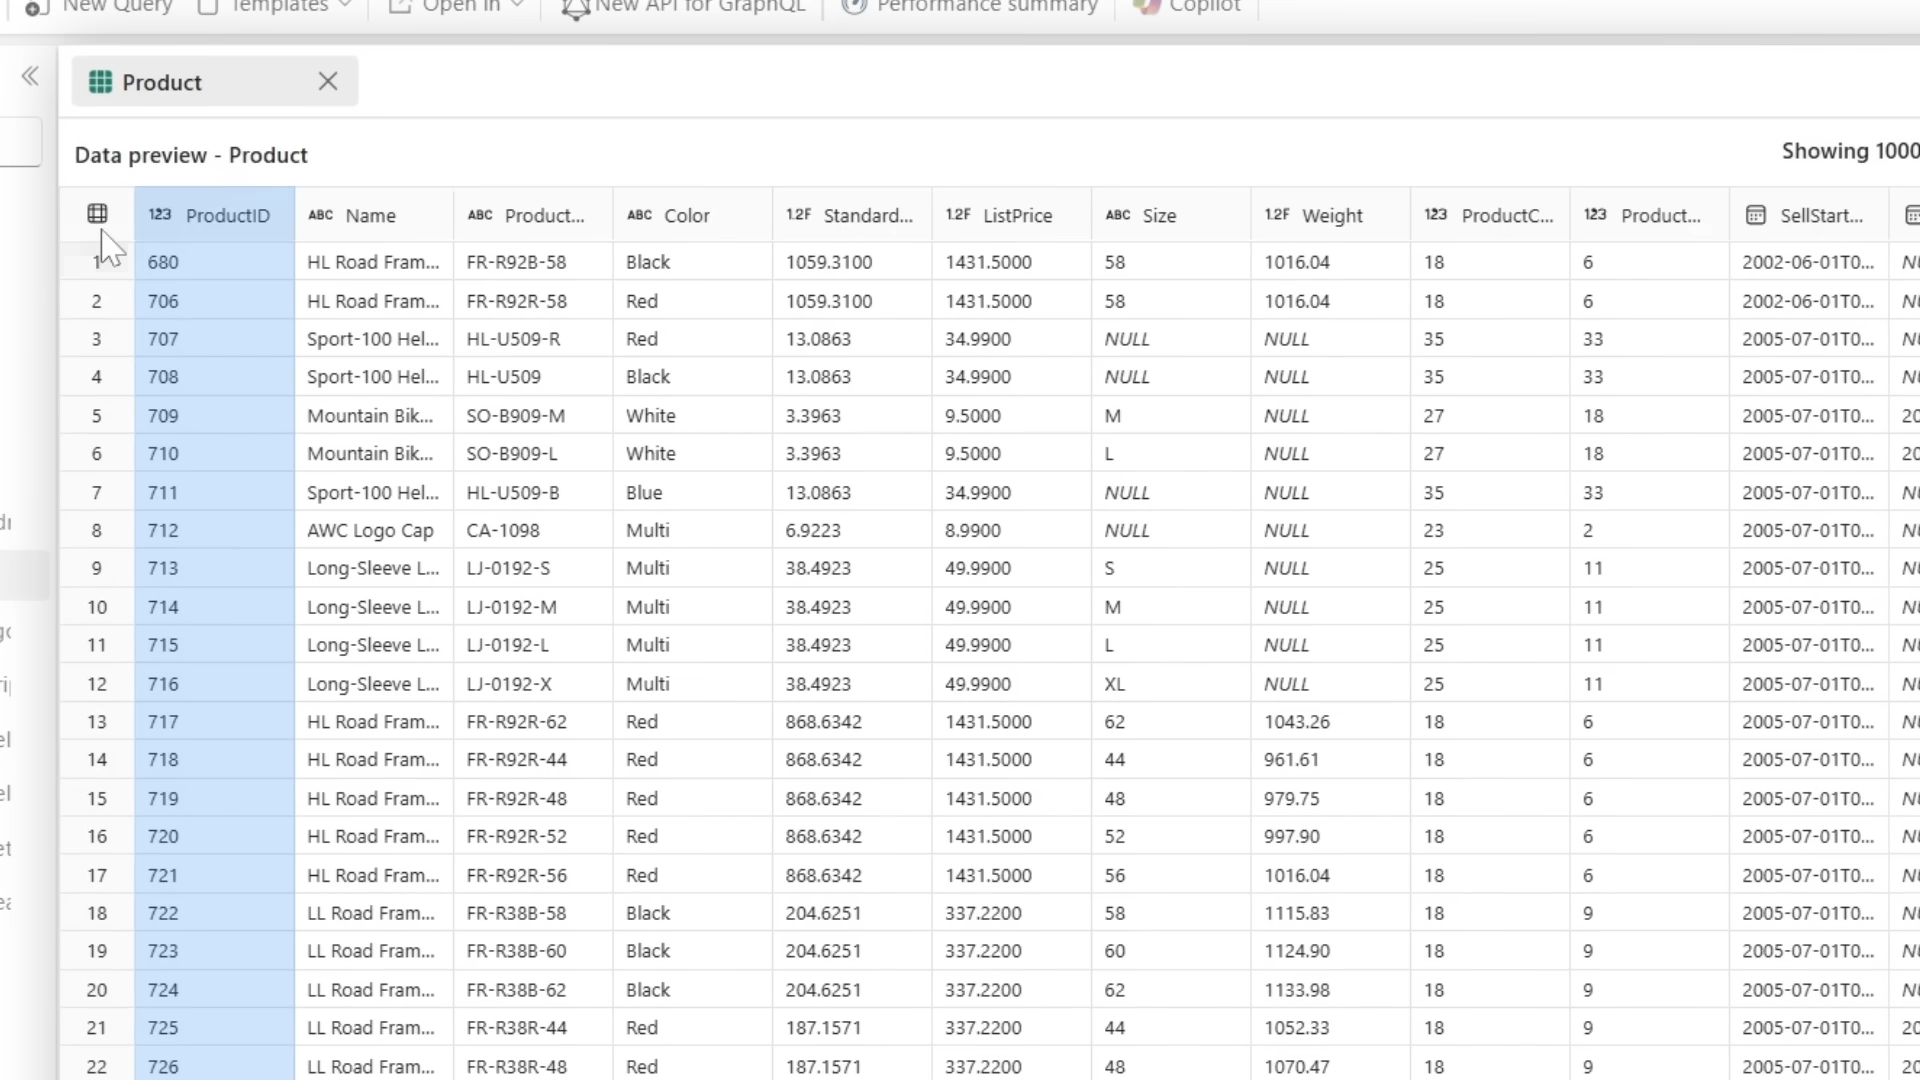 New Query Templates Open in New API for GraphQL Performance summary Copilot
Product
Data preview - Product Showing 1000
123 ProductID ABC Name ABC Product... ABC Color 1.2F Standard... 1.2F ListPrice ABC Size 1.2F Weight 123 ProductC... 123 Product... SellStart...
1 680 HL Road Fram... FR-R92B-58 Black 1059.3100 1431.5000 58 1016.04 18 6 2002-06-01T0...
2 706 HL Road Fram... FR-R92R-58 Red 1059.3100 1431.5000 58 1016.04 18 6 2002-06-01T0...
3 707 Sport-100 Hel... HL-U509-R Red 13.0863 34.9900 NULL NULL 35 33 2005-07-01T0...
4 708 Sport-100 Hel... HL-U509 Black 13.0863 34.9900 NULL NULL 35 33 2005-07-01T0...
5 709 Mountain Bik... SO-B909-M White 3.3963 9.5000 M NULL 27 18 2005-07-01T0... 20
6 710 Mountain Bik... SO-B909-L White 3.3963 9.5000 L NULL 27 18 2005-07-01T0... 20
7 711 Sport-100 Hel... HL-U509-B Blue 13.0863 34.9900 NULL NULL 35 33 2005-07-01T0...
8 712 AWC Logo Cap CA-1098 Multi 6.9223 8.9900 NULL NULL 23 2 2005-07-01T0...
9 713 Long-Sleeve L... LJ-0192-S Multi 38.4923 49.9900 S NULL 25 11 2005-07-01T0...
10 714 Long-Sleeve L... LJ-0192-M Multi 38.4923 49.9900 M NULL 25 11 2005-07-01T0...
11 715 Long-Sleeve L... LJ-0192-L Multi 38.4923 49.9900 L NULL 25 11 2005-07-01T0...
12 716 Long-Sleeve L... LJ-0192-X Multi 38.4923 49.9900 XL NULL 25 11 2005-07-01T0...
13 717 HL Road Fram... FR-R92R-62 Red 868.6342 1431.5000 62 1043.26 18 6 2005-07-01T0...
14 718 HL Road Fram... FR-R92R-44 Red 868.6342 1431.5000 44 961.61 18 6 2005-07-01T0...
15 719 HL Road Fram... FR-R92R-48 Red 868.6342 1431.5000 48 979.75 18 6 2005-07-01T0...
16 720 HL Road Fram... FR-R92R-52 Red 868.6342 1431.5000 52 997.90 18 6 2005-07-01T0...
17 721 HL Road Fram... FR-R92R-56 Red 868.6342 1431.5000 56 1016.04 18 6 2005-07-01T0...
18 722 LL Road Fram... FR-R38B-58 Black 204.6251 337.2200 58 1115.83 18 9 2005-07-01T0...
19 723 LL Road Fram... FR-R38B-60 Black 204.6251 337.2200 60 1124.90 18 9 2005-07-01T0...
20 724 LL Road Fram... FR-R38B-62 Black 204.6251 337.2200 62 1133.98 18 9 2005-07-01T0...
21 725 LL Road Fram... FR-R38R-44 Red 187.1571 337.2200 44 1052.33 18 9 2005-07-01T0... 20
22 726 LL Road Fram... FR-R38R-48 Red 187.1571 337.2200 48 1070.47 18 9 2005-07-01T0... 20